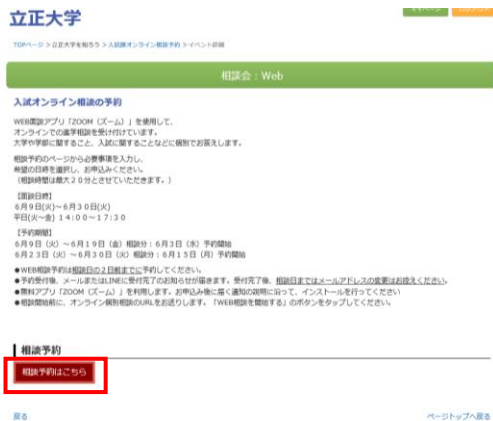 立正大学
TOPページ > 立正大学を知ろう > 入試課オンライン相談予約 > イベント詳細
相談会：Web
入試オンライン相談の予約
WEB面談アプリ「ZOOM（ズーム）」を使用して、
オンラインでの進学相談を受け付けています。
大学や学部に関すること、入試に関することなどに個別でお答えします。
相談予約のページから必要事項を入力し、
希望の日時を選択し、お申込みください。
（相談時間は最大２０分とさせていただきます。）
【面談日時】
６月９日(火)～６月３０日(火)
平日(火～金) １４:００～１７:３０
【予約期間】
６月９日（火）～６月１９日（金）相談分：６月３日（水）予約開始
６月２３日（火）～６月３０日（火）相談分：６月１５日（月）予約開始
●WEB相談予約は相談日の２日前までに予約してください。
●予約受付後、メールまたはLINEに受付完了のお知らせが届きます。受付完了後、相談日まではメールアドレスの変更はお控えください。
●無料アプリ「ZOOM（ズーム）」を利用します。お申込み後に届く通知の説明に沿って、インストールを行ってください
●相談開始前に、オンライン個別相談のURLをお送りします。「WEB相談を開始する」のボタンをタップしてください。
相談予約
相談予約はこちら
戻る
ページトップへ戻る